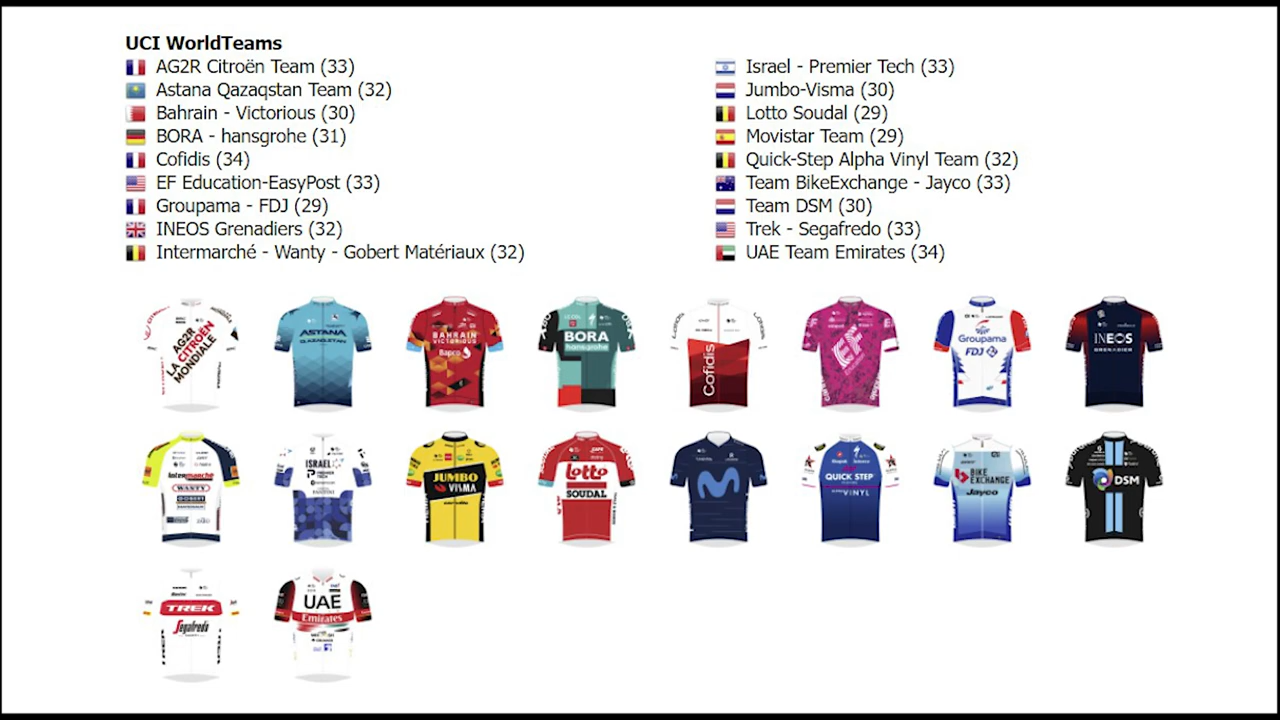 UCI WorldTeams
AG2R Citroën Team (33)
Astana Qazaqstan Team (32)
Bahrain - Victorious (30)
BORA - hansgrohe (31)
Cofidis (34)
EF Education-EasyPost (33)
Groupama - FDJ (29)
INEOS Grenadiers (32)
Intermarché - Wanty - Gobert Matériaux (32)
Israel - Premier Tech (33)
Jumbo-Visma (30)
Lotto Soudal (29)
Movistar Team (29)
Quick-Step Alpha Vinyl Team (32)
Team BikeExchange - Jayco (33)
Team DSM (30)
Trek - Segafredo (33)
UAE Team Emirates (34)
AG2R
CITROËN
LA MONDIALE
ASTANA
BAHRAIN
VICTORIOUS
Bapro
BORA
hansgrohe
Cofidis
EF
Groupama
FDJ
INEOS
GRENADIER
intermarché
WANTY
GOBERT
ISRAEL
PREMIER
TECH
JUMBO
VISMA
Lotto
SOUDAL
QUICK STEP
VINYL
BIKE
EXCHANGE
Jayco
DSM
TREK
Segafredo
UAE
Emirates